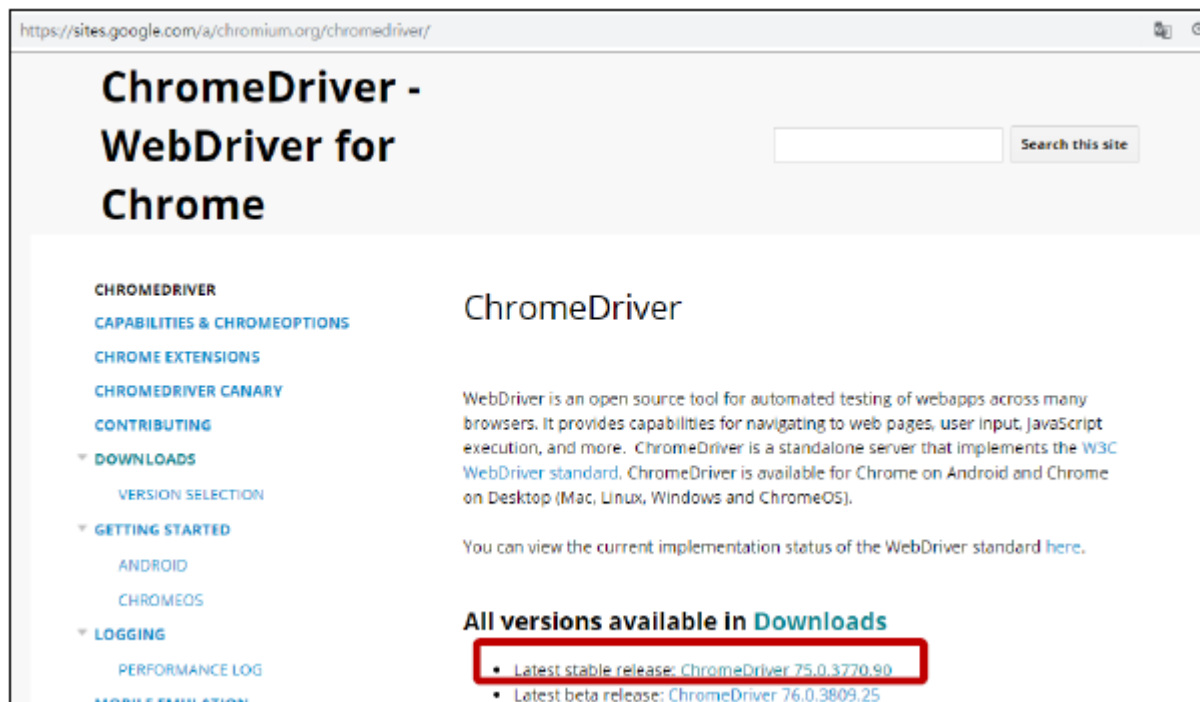 https://sites.google.com/a/chromium.org/chromedriver/
ChromeDriver -
WebDriver for
Chrome
Search this site
CHROMEDRIVER
CAPABILITIES & CHROMEOPTIONS
CHROME EXTENSIONS
CHROMEDRIVER CANARY
CONTRIBUTING
DOWNLOADS
VERSION SELECTION
GETTING STARTED
ANDROID
CHROMEOS
LOGGING
PERFORMANCE LOG
MOBILE EMULATION
ChromeDriver
WebDriver is an open source tool for automated testing of webapps across many
browsers. It provides capabilities for navigating to web pages, user input, JavaScript
execution, and more.  ChromeDriver is a standalone server that implements the W3C
WebDriver standard. ChromeDriver is available for Chrome on Android and Chrome
on Desktop (Mac, Linux, Windows and ChromeOS).
You can view the current implementation status of the WebDriver standard here.
All versions available in Downloads
• Latest stable release: ChromeDriver 75.0.3770.90
• Latest beta release: ChromeDriver 76.0.3809.25